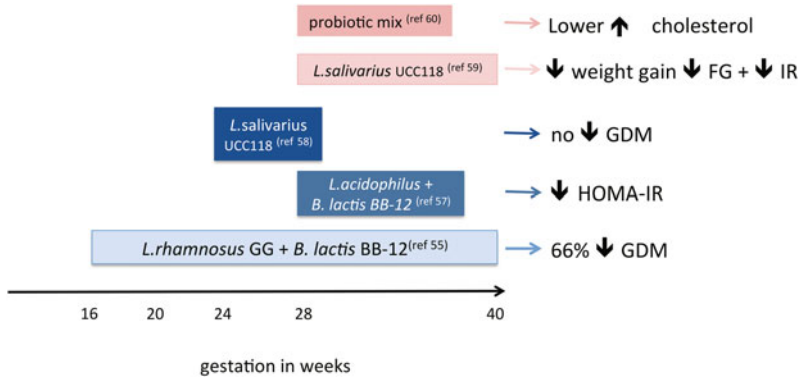 probiotic mix (ref 60)
Lower ↑ cholesterol
L.salivarius UCC118 (ref 59)
↓ weight gain ↓ FG + ↓ IR
L.salivarius
UCC118 (ref 58)
no ↓ GDM
L.acidophilus +
B. lactis BB-12 (ref 57)
↓ HOMA-IR
L.rhamnosus GG + B. lactis BB-12(ref 55)
66% ↓ GDM
16 20 24 28 40
gestation in weeks